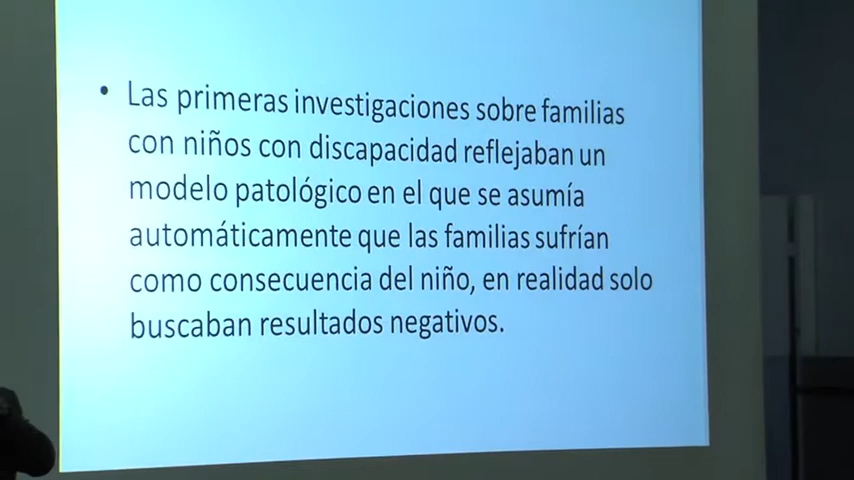 • Las primeras investigaciones sobre familias
con niños con discapacidad reflejaban un
modelo patológico en el que se asumía
automáticamente que las familias sufrían
como consecuencia del niño, en realidad solo
buscaban resultados negativos.